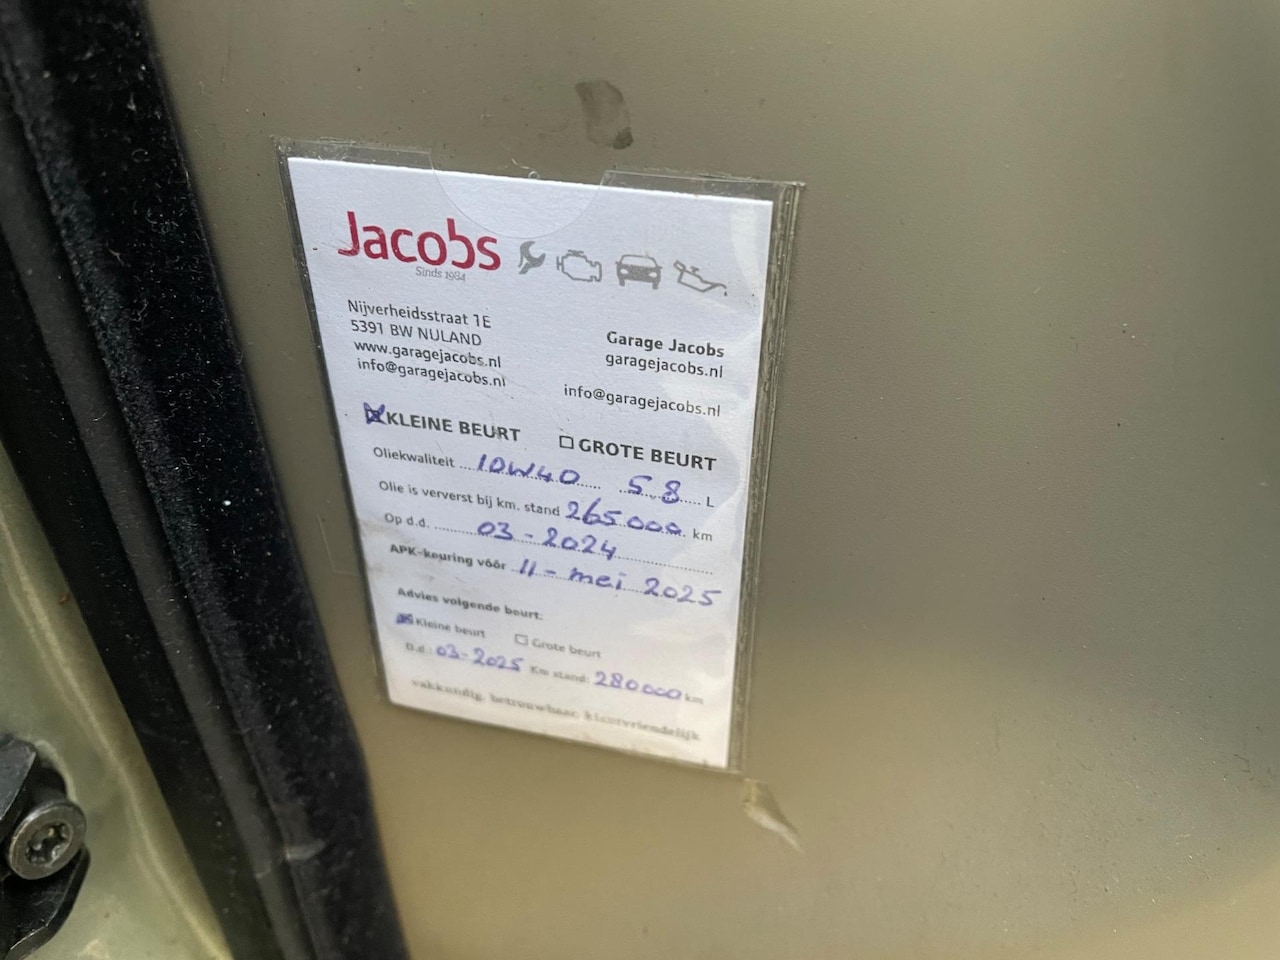 Jacobs
Sinds 1984
Nijverheidsstraat 1E
5391 BW NULAND
www.garagejacobs.nl
info@garagejacobs.nl
Garage Jacobs
garagejacobs.nl
info@garagejacobs.nl
KLEINE BEURT GROTE BEURT
Oliekwaliteit 10W40 5 8 L
Olie is ververst bij km. stand 265000 km
Op d.d. 03-2024
APK-keuring vóór 11-mei 2025
Advies volgende beurt:
Kleine beurt Grote beurt
D.d.: 03-2025 Km stand: 280000 km
vakkundig, betrouwbaar, klantvriendelijk